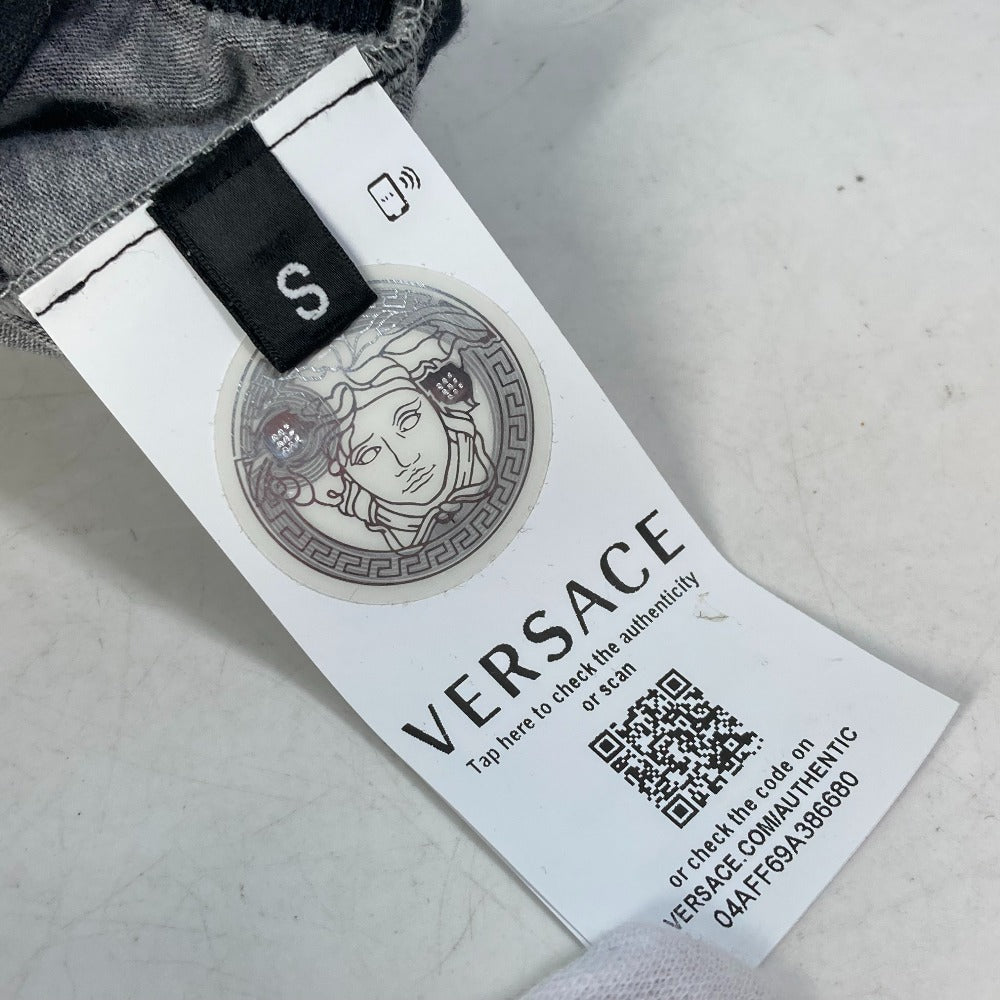 S
VERSACE
Tap here to check the authenticity
or scan
or check the code on
VERSACE.COM/AUTHENTIC
04AFF69A386680